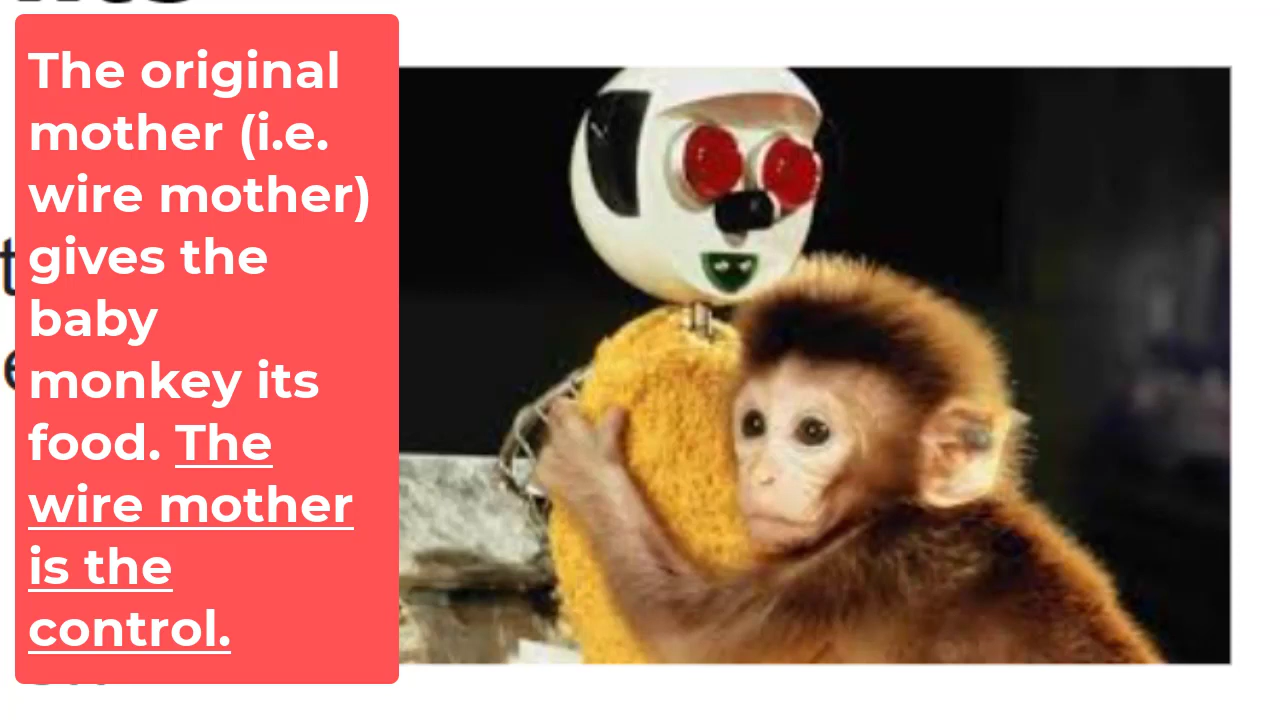 The original
mother (i.e.
wire mother)
gives the
baby
monkey its
food. The
wire mother
is the
control.